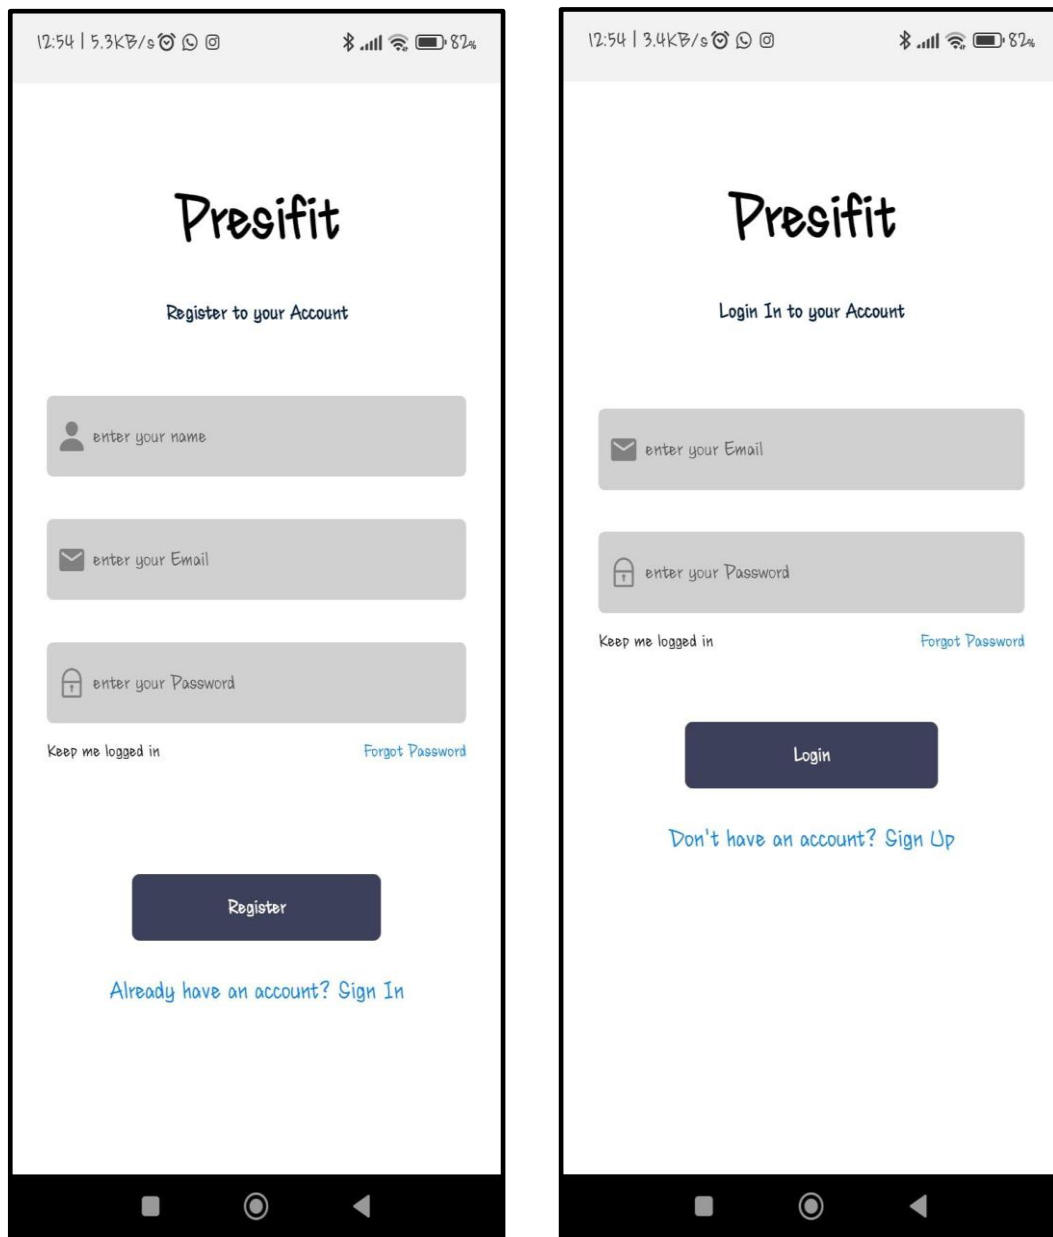 12:54 | 5.3KB/s
82%
Presifit
Register to your Account
enter your name
enter your Email
enter your Password
Keep me logged in Forgot Password
Register
Already have an account? Sign In
12:54 | 3.4KB/s
82%
Presifit
Login In to your Account
enter your Email
enter your Password
Keep me logged in Forgot Password
Login
Don't have an account? Sign Up